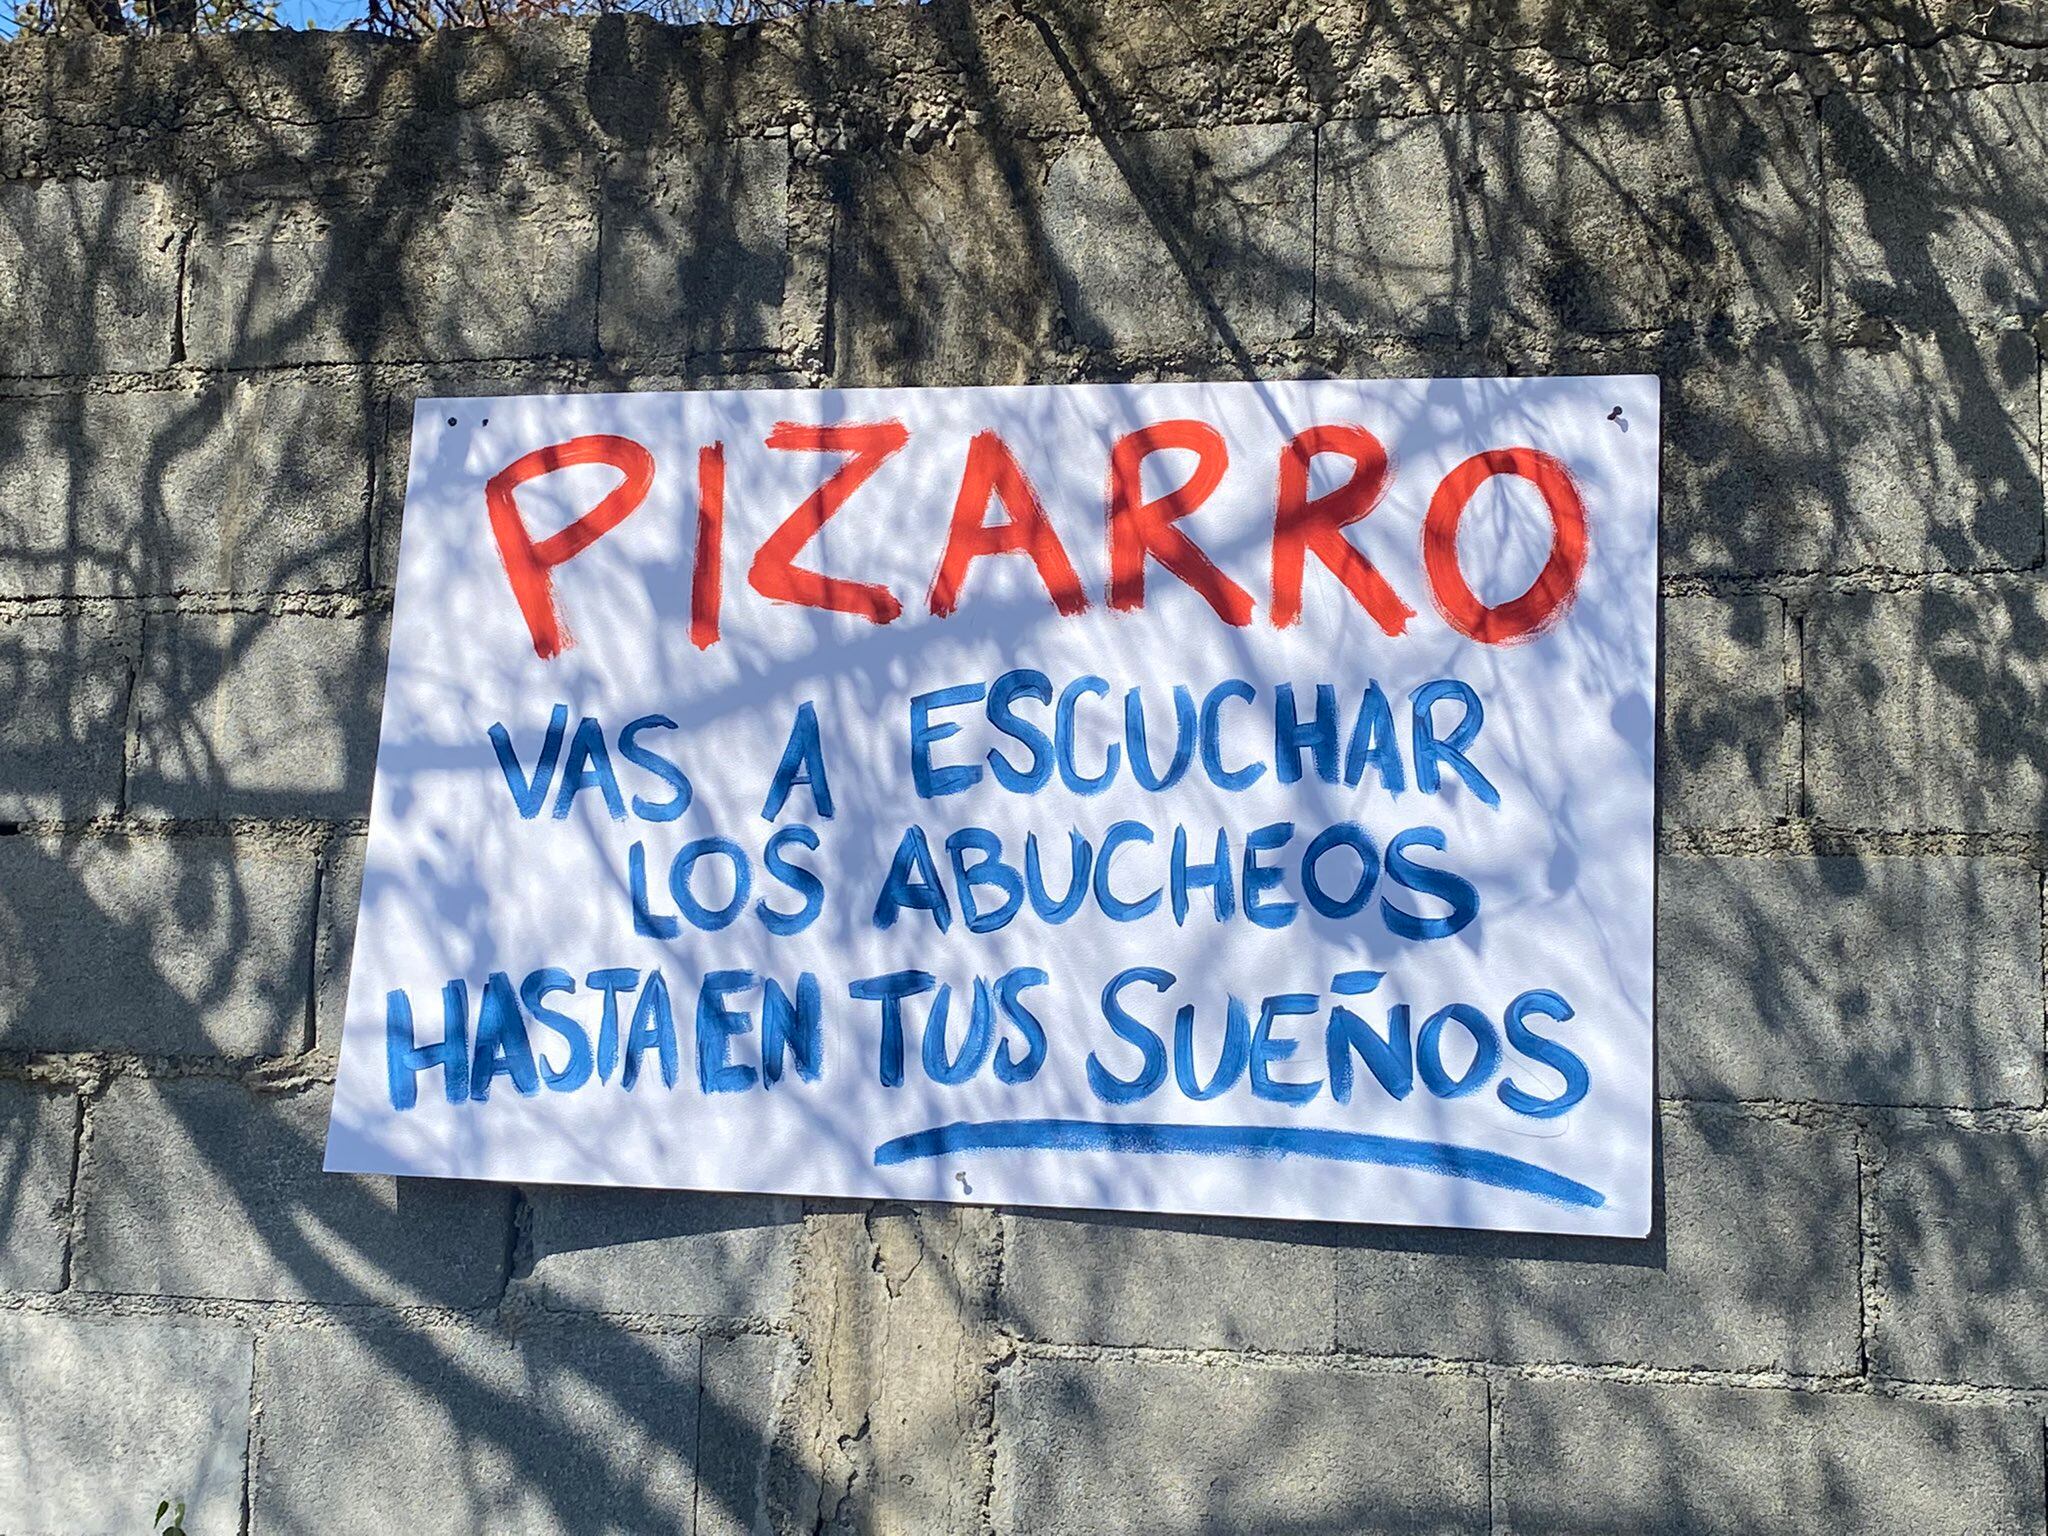 PIZARRO
VAS A ESCUCHAR
LOS ABUCHEOS
HASTA EN TUS SUEÑOS